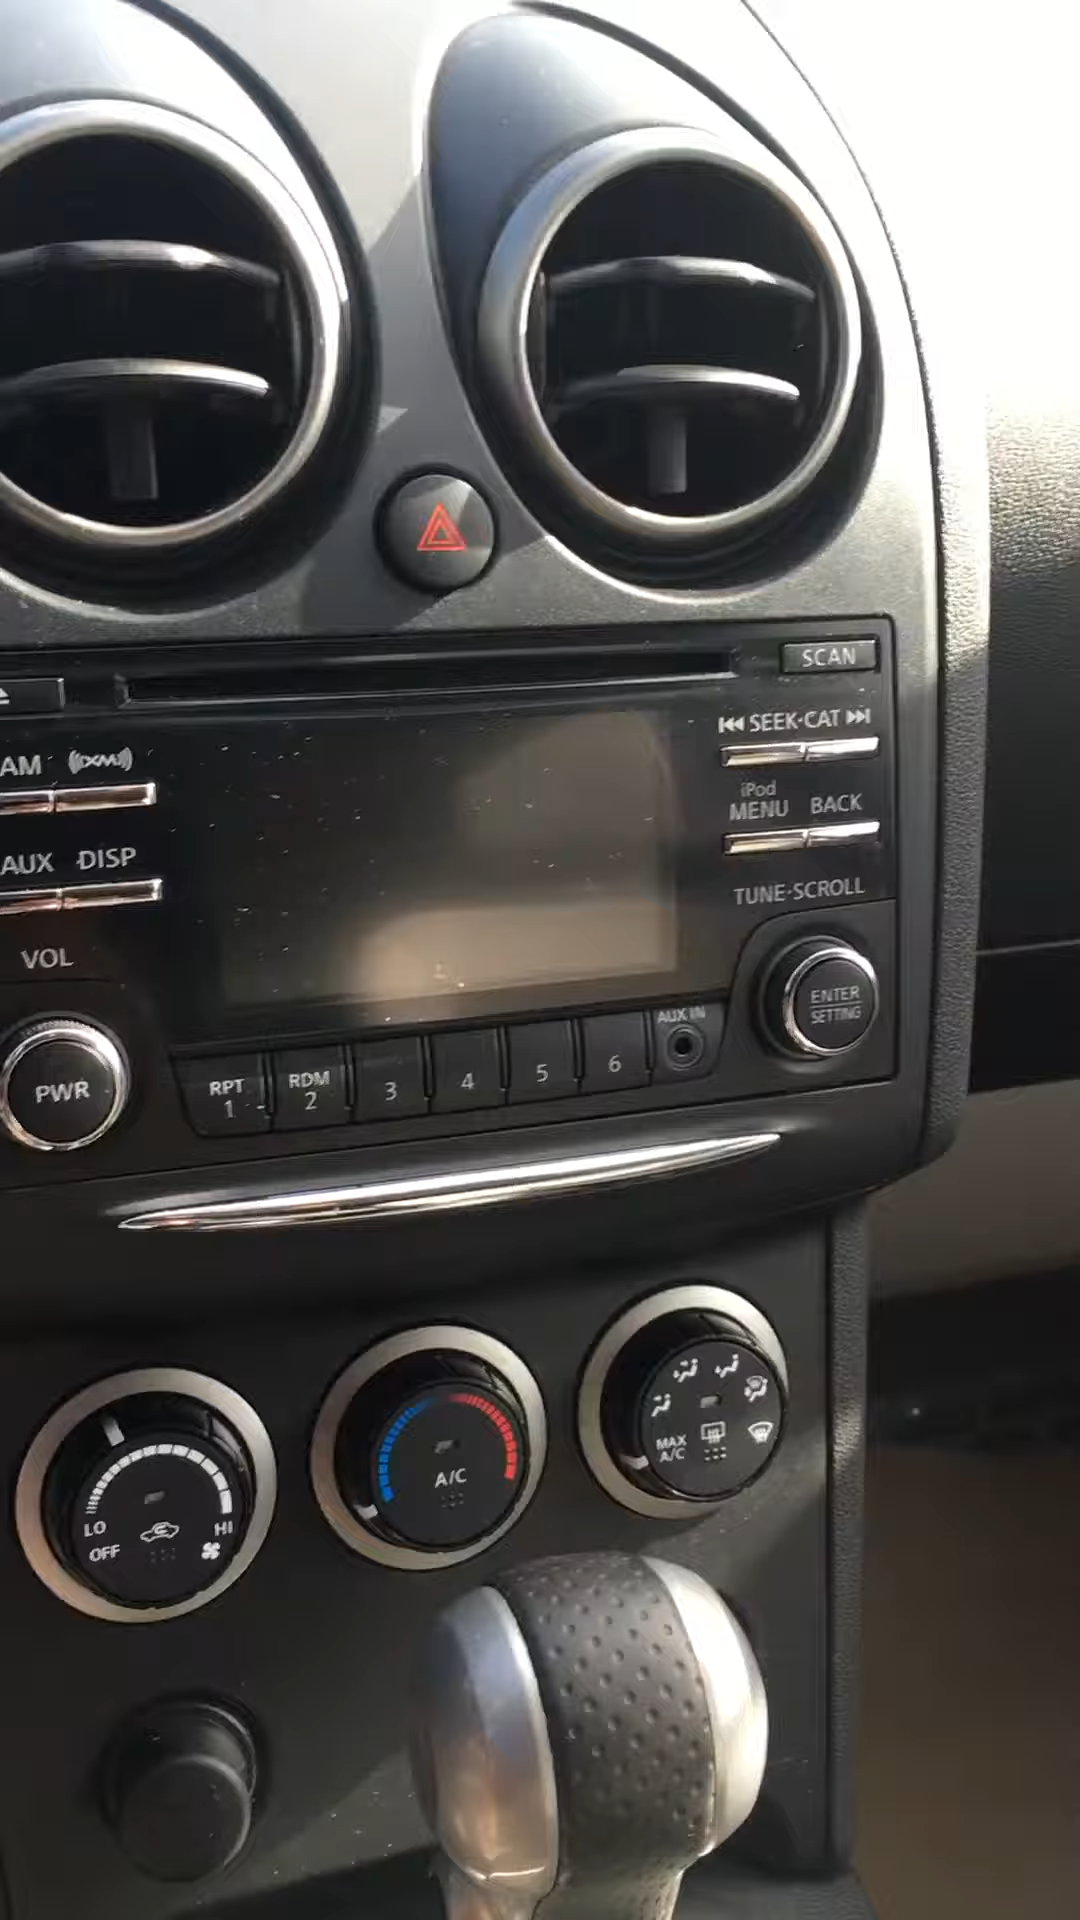 SCAN
SEEK·CAT
AM XM
iPod
MENU BACK
AUX DISP
TUNE·SCROLL
VOL
ENTER
SETTING
AUX IN
PWR
RPT
1
RDM
2
3
4
5
6
MAX
A/C
A/C
LO HI
OFF